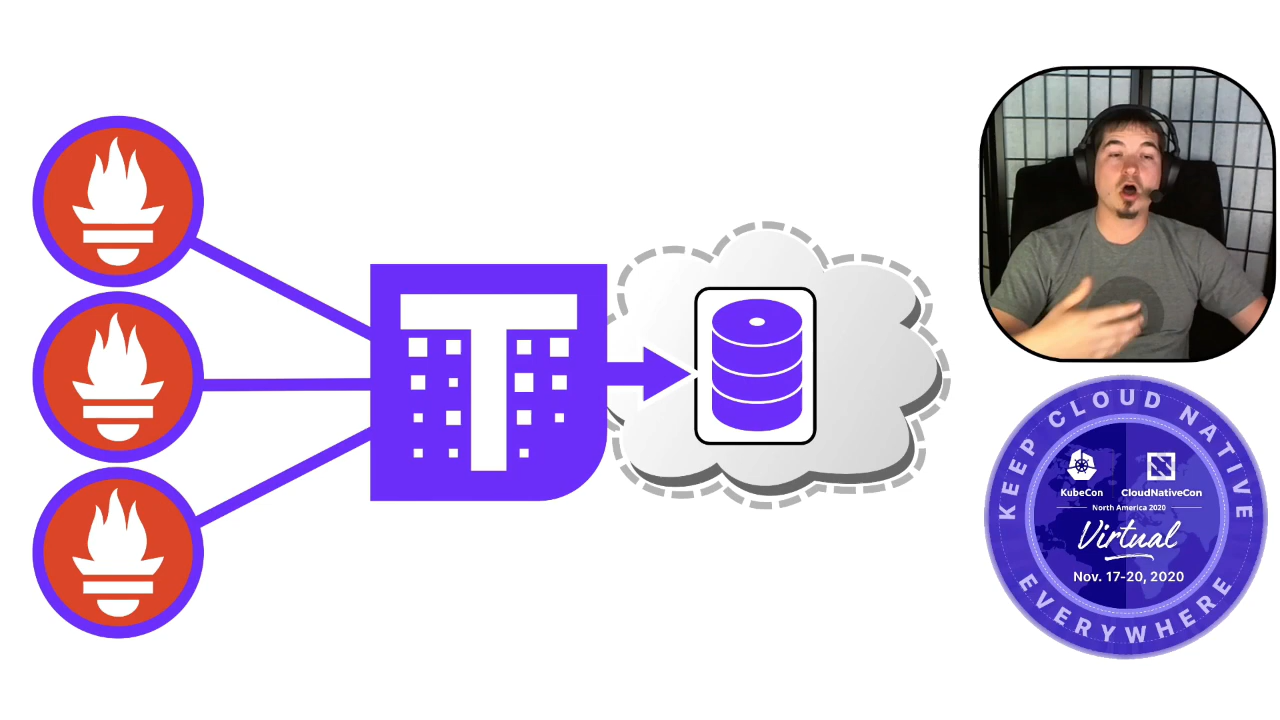 T
KEEP CLOUD NATIVE
KubeCon
CloudNativeCon
North America 2020
Virtual
Nov. 17-20, 2020
EVERYWHERE